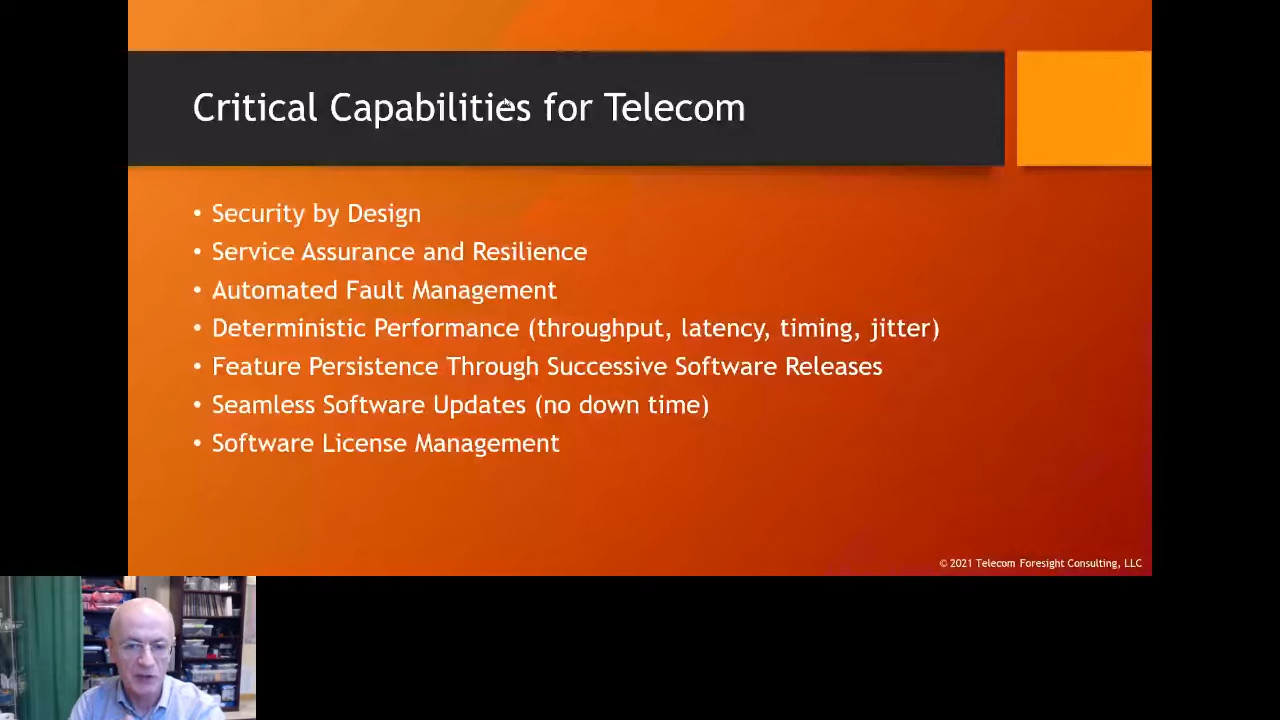 Critical Capabilities for Telecom
• Security by Design
• Service Assurance and Resilience
• Automated Fault Management
• Deterministic Performance (throughput, latency, timing, jitter)
• Feature Persistence Through Successive Software Releases
• Seamless Software Updates (no down time)
• Software License Management
© 2021 Telecom Foresight Consulting, LLC